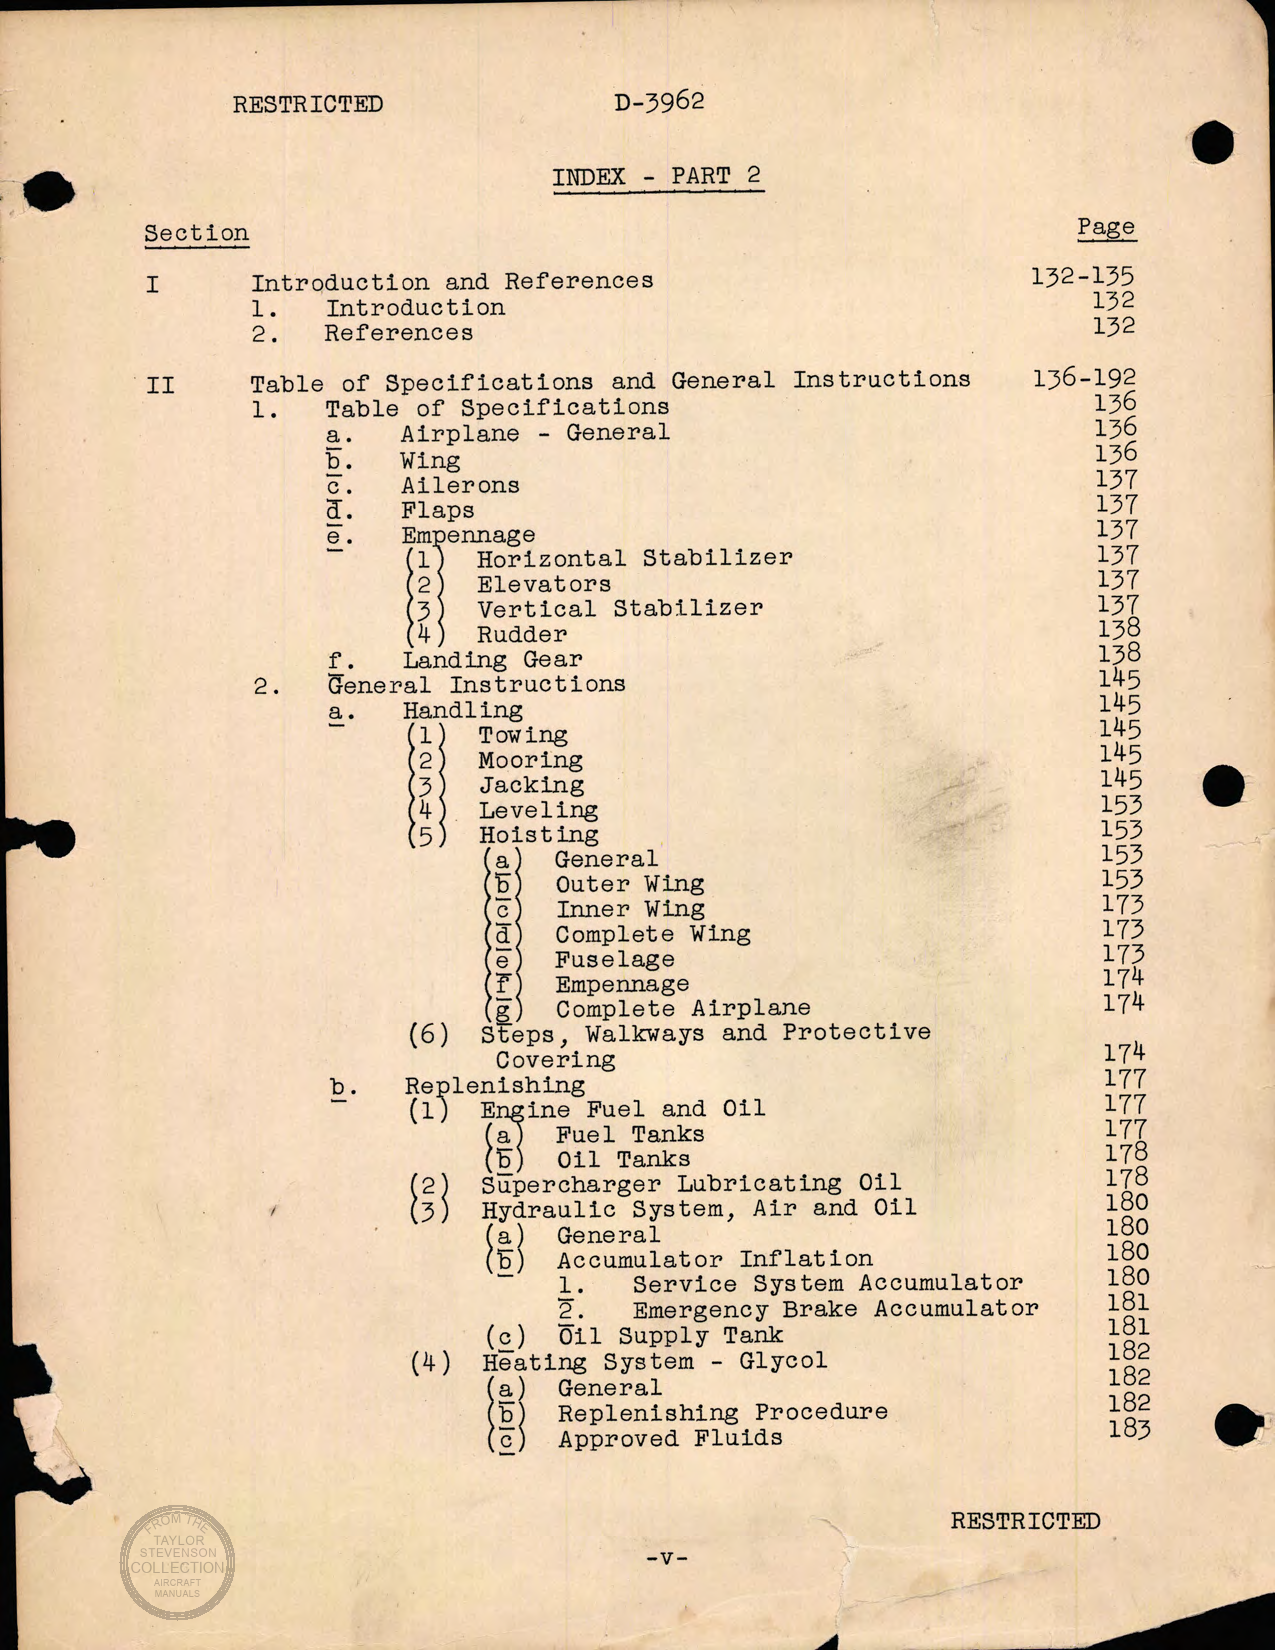 RESTRICTED D-3962
INDEX - PART 2
Section Page
I Introduction and References 132-135
1. Introduction 132
2. References 132
II Table of Specifications and General Instructions 136-192
1. Table of Specifications 136
a. Airplane - General 136
b. Wing 136
c. Ailerons 137
d. Flaps 137
e. Empennage 137
(1) Horizontal Stabilizer 137
(2) Elevators 137
(3) Vertical Stabilizer 137
(4) Rudder 138
f. Landing Gear 138
2. General Instructions 145
a. Handling 145
(1) Towing 145
(2) Mooring 145
(3) Jacking 145
(4) Leveling 153
(5) Hoisting 153
(a) General 153
(b) Outer Wing 153
(c) Inner Wing 173
(d) Complete Wing 173
(e) Fuselage 173
(f) Empennage 174
(g) Complete Airplane 174
(6) Steps, Walkways and Protective
Covering 174
b. Replenishing 177
(1) Engine Fuel and Oil 177
(a) Fuel Tanks 177
(b) Oil Tanks 178
(2) Supercharger Lubricating Oil 178
(3) Hydraulic System, Air and Oil 180
(a) General 180
(b) Accumulator Inflation 180
1. Service System Accumulator 180
2. Emergency Brake Accumulator 181
(c) Oil Supply Tank 181
(4) Heating System - Glycol 182
(a) General 182
(b) Replenishing Procedure 182
(c) Approved Fluids 183
RESTRICTED
-v-
FROM THE
TAYLOR
STEVENSON
COLLECTION
AIRCRAFT
MANUALS